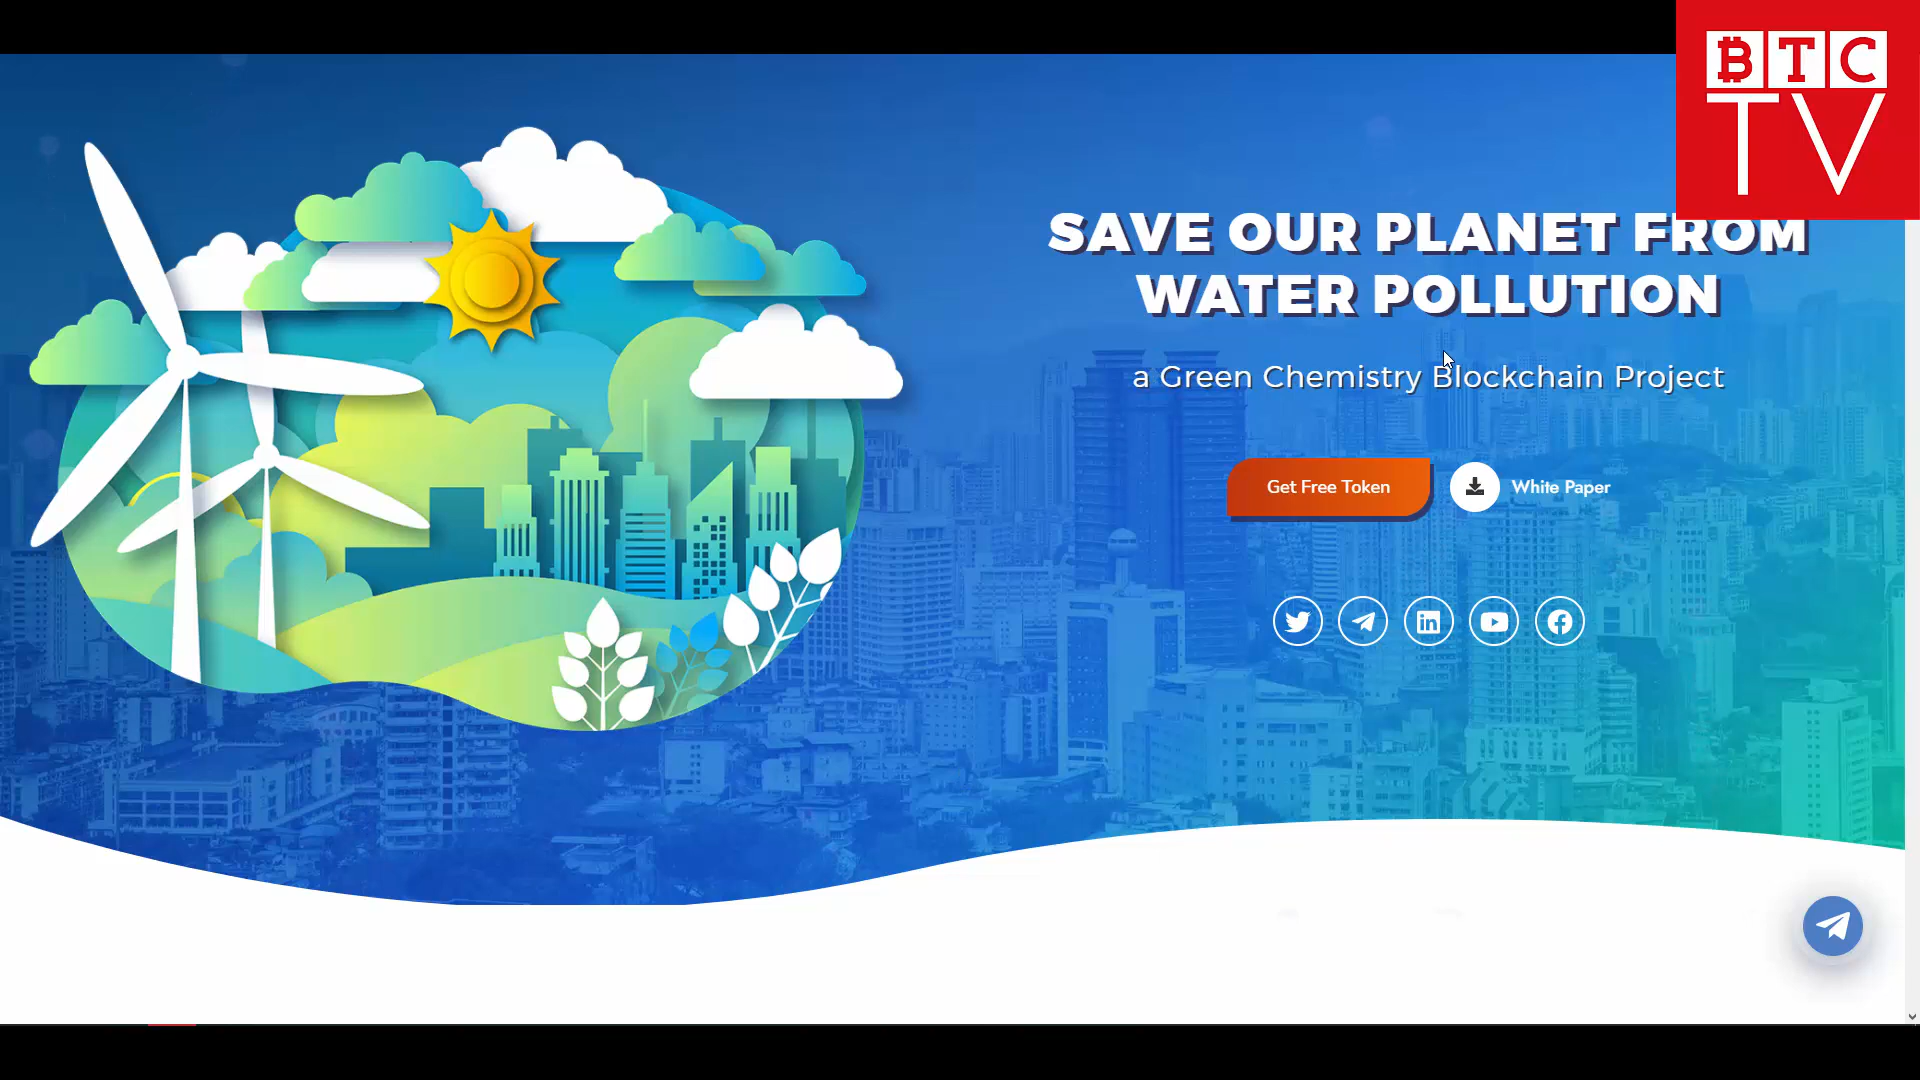 BTC
TV
SAVE OUR PLANET FROM
WATER POLLUTION
a Green Chemistry Blockchain Project
Get Free Token
White Paper